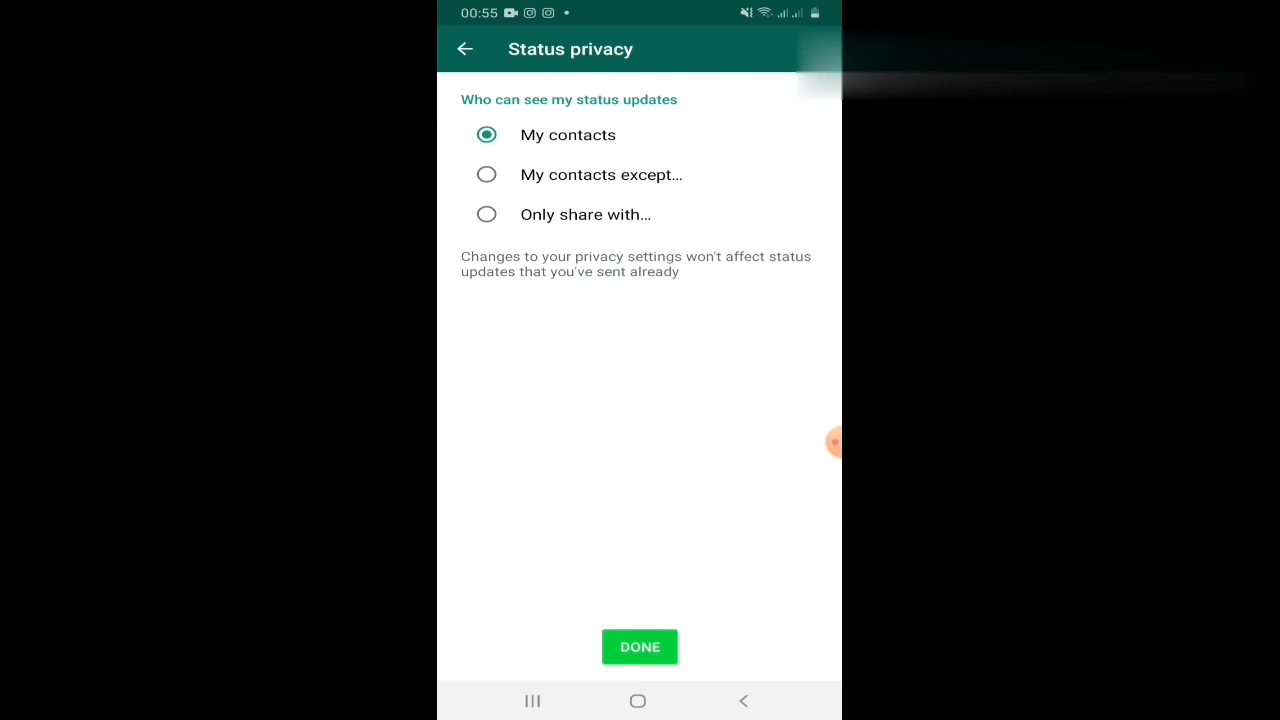 00:55
Status privacy
Who can see my status updates
My contacts
My contacts except...
Only share with...
Changes to your privacy settings won't affect status
updates that you've sent already
DONE